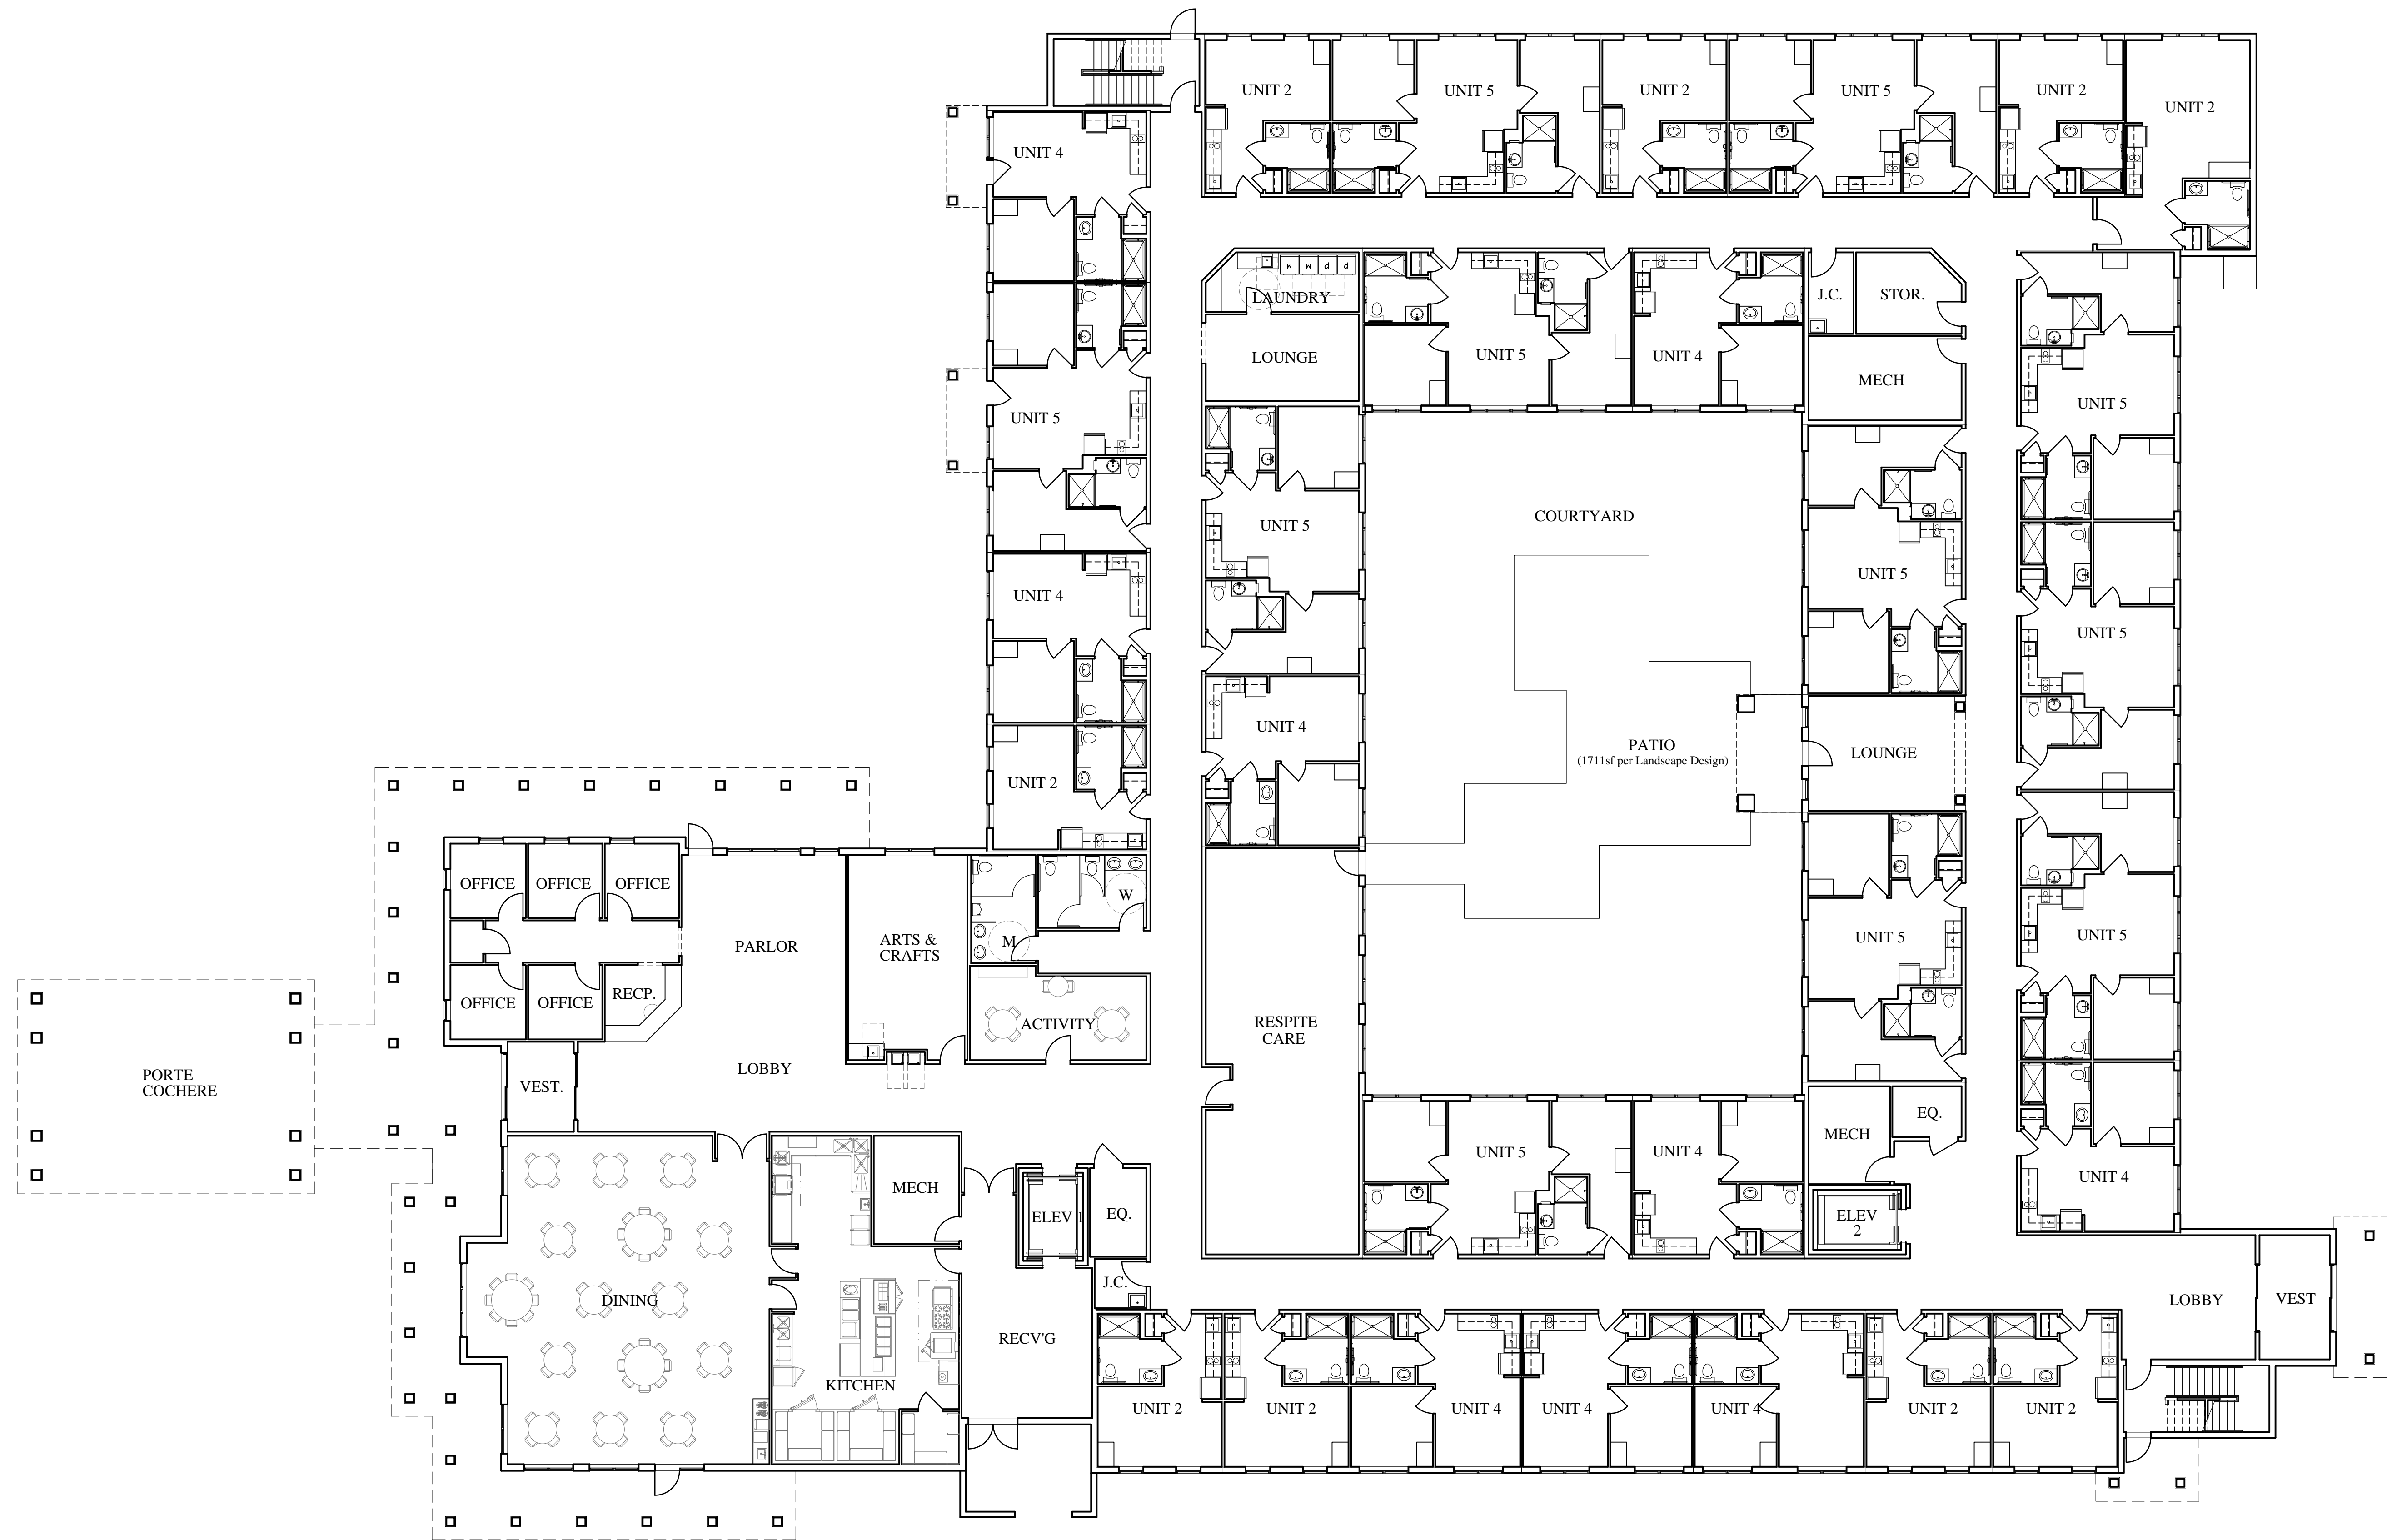 UNIT 2
UNIT 5
UNIT 2
UNIT 5
UNIT 2
UNIT 2
UNIT 4
LAUNDRY
M
M
D
D
J.C.
STOR.
LOUNGE
UNIT 5
UNIT 4
MECH
UNIT 5
UNIT 5
UNIT 5
COURTYARD
UNIT 5
UNIT 4
UNIT 5
UNIT 4
PATIO
(1711sf per Landscape Design)
LOUNGE
UNIT 2
OFFICE
OFFICE
OFFICE
W
PARLOR
ARTS &
CRAFTS
M
UNIT 5
UNIT 5
OFFICE
OFFICE
RECP.
ACTIVITY
RESPITE
CARE
PORTE
COCHERE
VEST.
LOBBY
MECH
EQ.
UNIT 5
UNIT 4
UNIT 4
MECH
ELEV 1
EQ.
ELEV
2
DINING
J.C.
LOBBY
VEST
RECV'G
KITCHEN
UNIT 2
UNIT 2
UNIT 4
UNIT 4
UNIT 4
UNIT 2
UNIT 2